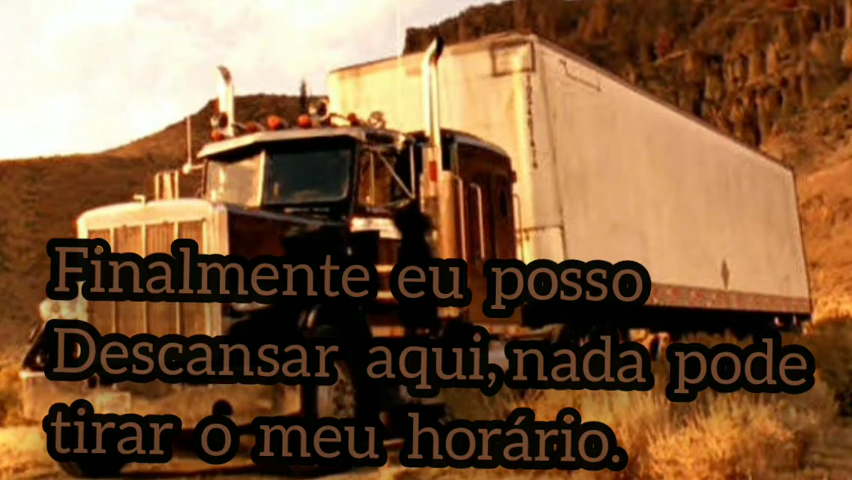 Finalmente eu posso
Descansar aqui, nada pode
tirar o meu horário.